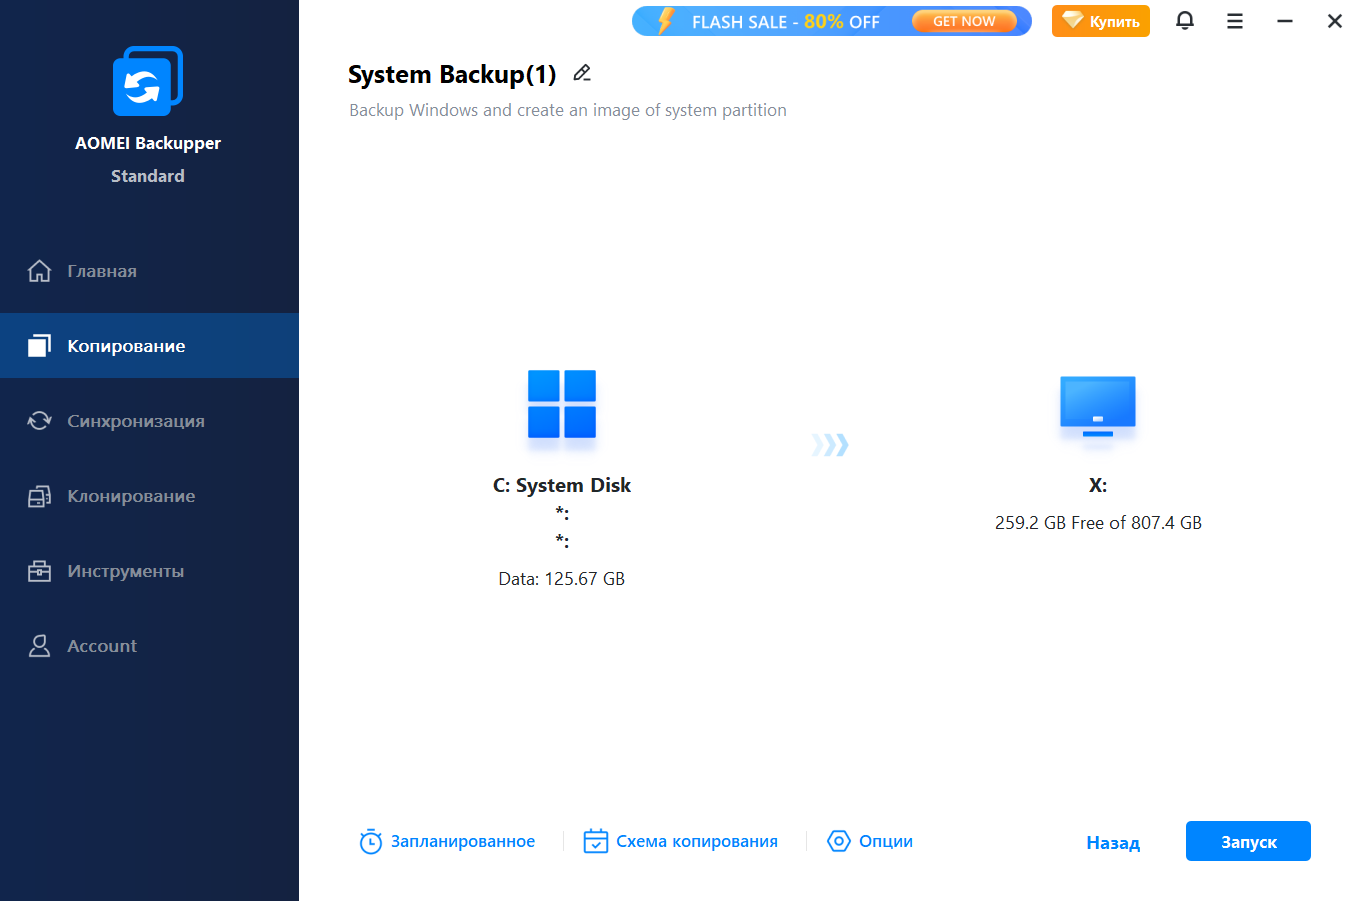 FLASH SALE - 80% OFF GET NOW
Купить
System Backup(1)
Backup Windows and create an image of system partition
AOMEI Backupper
Standard
Главная
Копирование
Синхронизация
Клонирование
Инструменты
Account
C: System Disk
*:
*:
Data: 125.67 GB
X:
259.2 GB Free of 807.4 GB
Запланированное
Схема копирования
Опции
Назад
Запуск